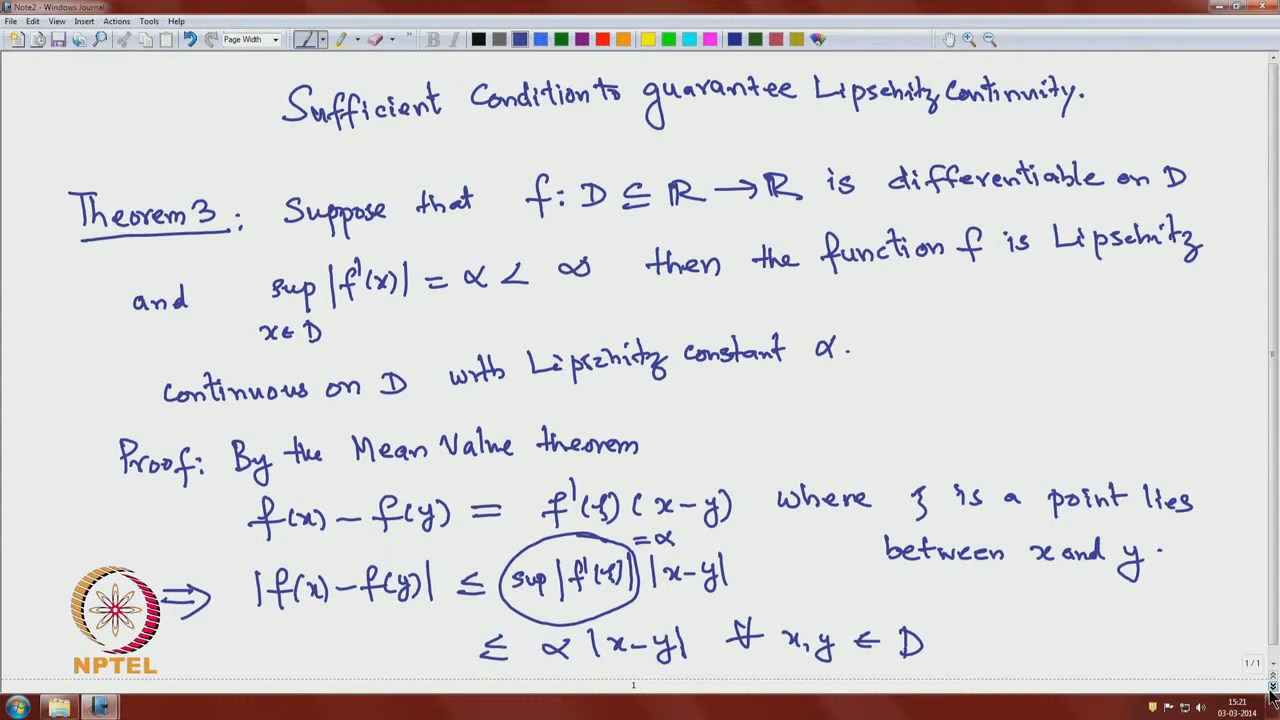 Note2 - Windows Journal
File Edit View Insert Actions Tools Help
Page Width
B I
Sufficient Condition to guarantee Lipschitz Continuity.
Theorem 3: Suppose that f: D ⊆ ℝ → ℝ is differentiable on D
and sup |f'(x)| = α < ∞ then the function f is Lipschitz
x ∈ D
continuous on D with Lipschitz constant α.
Proof: By the Mean Value theorem
f(x) - f(y) = f'(ξ) (x-y) where ξ is a point lies
between x and y.
= α
⇒ |f(x) - f(y)| ≤ sup |f'(ξ)| |x-y|
≤ α |x-y| ∀ x, y ∈ D
NPTEL
1/1
1
15:21
03-03-2014